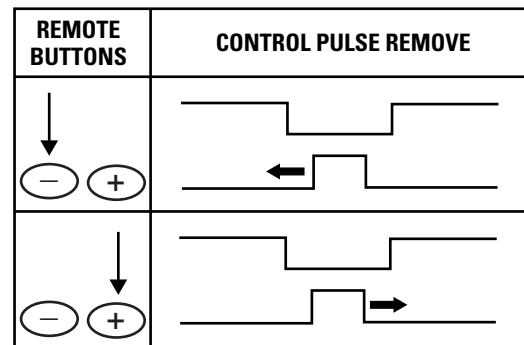 REMOTE
BUTTONS
CONTROL PULSE REMOVE
− +
− +